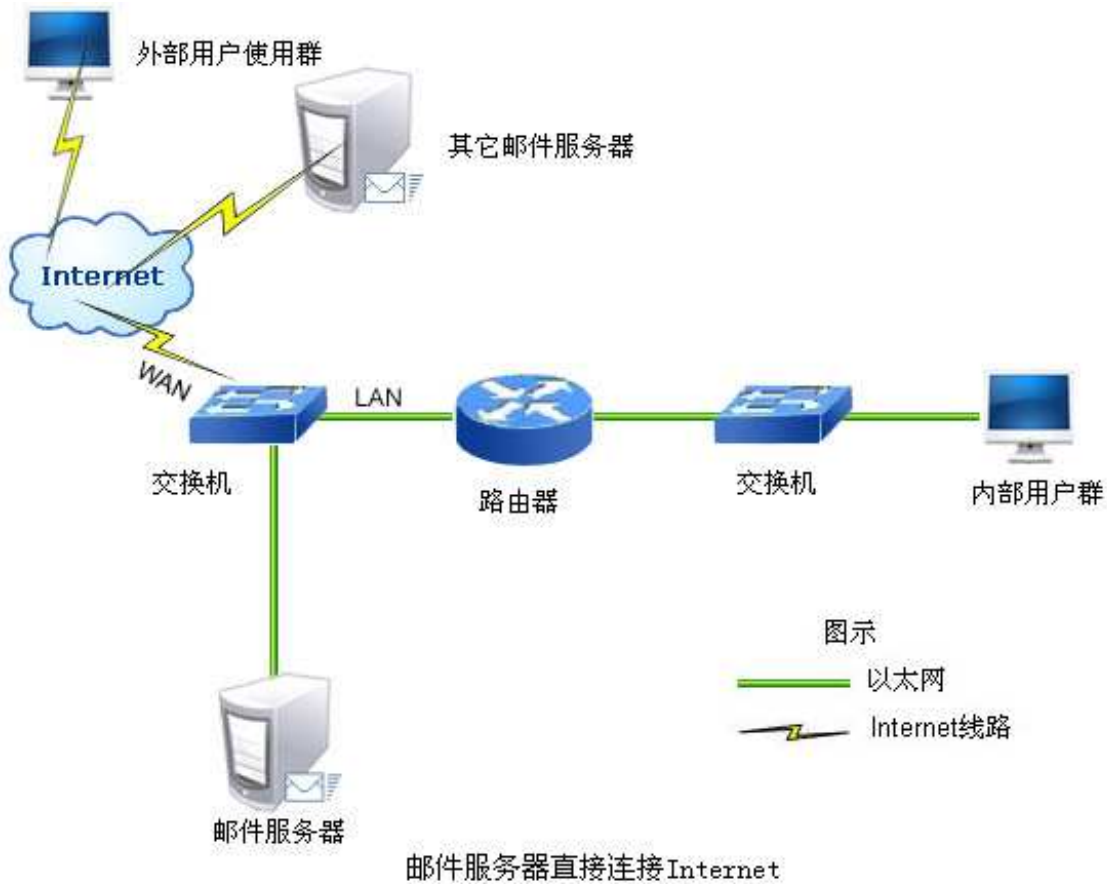 外部用户使用群
其它邮件服务器
Internet
WAN
LAN
交换机
路由器
交换机
内部用户群
图示
以太网
Internet线路
邮件服务器
邮件服务器直接连接Internet